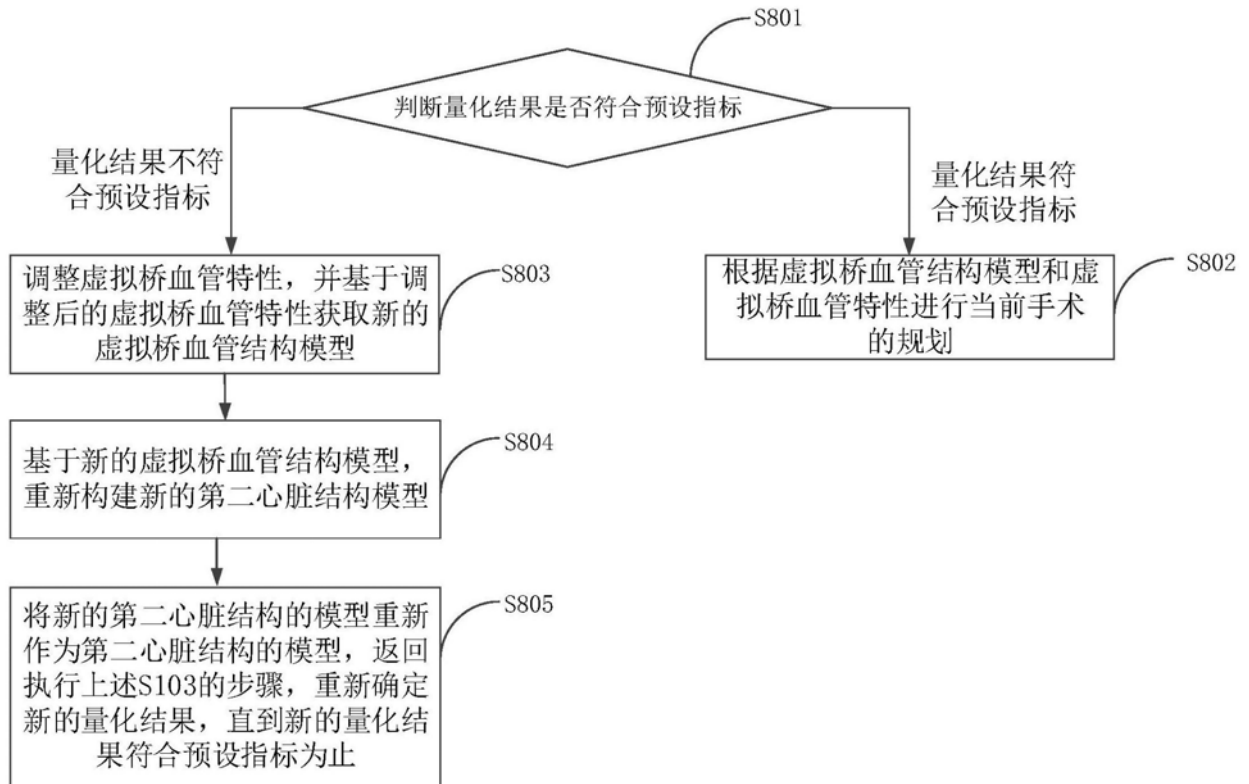 S801
判断量化结果是否符合预设指标
量化结果不符
合预设指标
量化结果符
合预设指标
调整虚拟桥血管特性，并基于调
整后的虚拟桥血管特性获取新的
虚拟桥血管结构模型
S803
根据虚拟桥血管结构模型和虚
拟桥血管特性进行当前手术
的规划
S802
基于新的虚拟桥血管结构模型，
重新构建新的第二心脏结构模型
S804
将新的第二心脏结构的模型重新
作为第二心脏结构的模型，返回
执行上述S103的步骤，重新确定
新的量化结果，直到新的量化结
果符合预设指标为止
S805